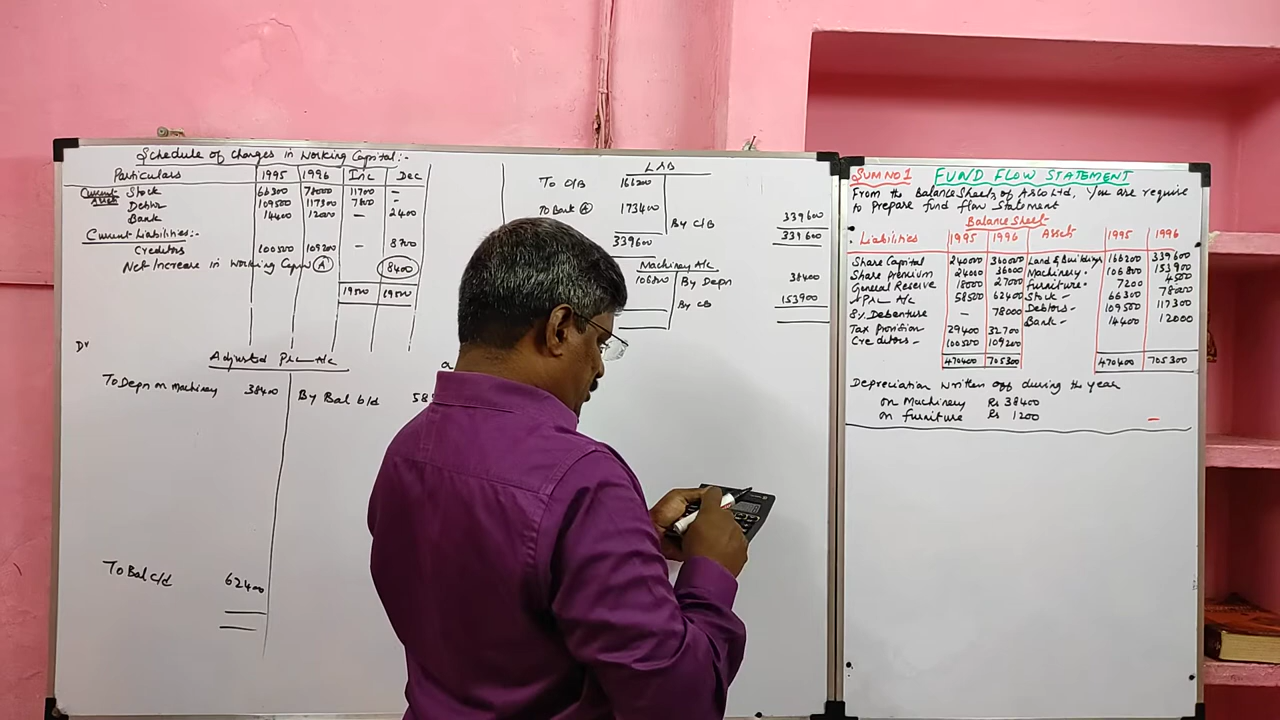 Schedule of Changes in Working Capital:-
Particulars 1995 1996 Inc Dec
Current Assets Stock 66300 78000 11700 -
Debtor 109500 117300 7800 -
Bank 14400 12000 - 2400
Current Liabilities:-
Creditors 100500 109200 - 8700
Net Increase in Working Capital (A) 8400
19500 19500
Dr
Adjusted P/L A/c
To Depn on machinery 38400 By Bal b/d 58
To Bal c/d 62400
L&B
To O/B 166200
To Bank (A) 173400
By C/B 339600
339600 339600
Machinery A/c
106800 By Depn 38400
By CB 153900
SUM NO 1 FUND FLOW STATEMENT
From the Balance Sheets of Ltd, You are require
to prepare fund flow statement
Balance Sheet
Liabilities 1995 1996 Assets 1995 1996
Share Capital 240000 360000 Land & Buildings 166200 339600
Share premium 24000 36000 Machinery. 106800 153900
General Reserve 18000 27000 furniture. 7200 4500
P/L A/c 58500 62400 Stock - 66300 78000
8% Debenture - 78000 Debtors - 109500 117300
Tax provision 29400 32700 Bank - 14400 12000
Creditors - 100500 109200
470400 705300 470400 705300
Depreciation written off during the year
on Machinery Rs 38400
on furniture Rs 1200